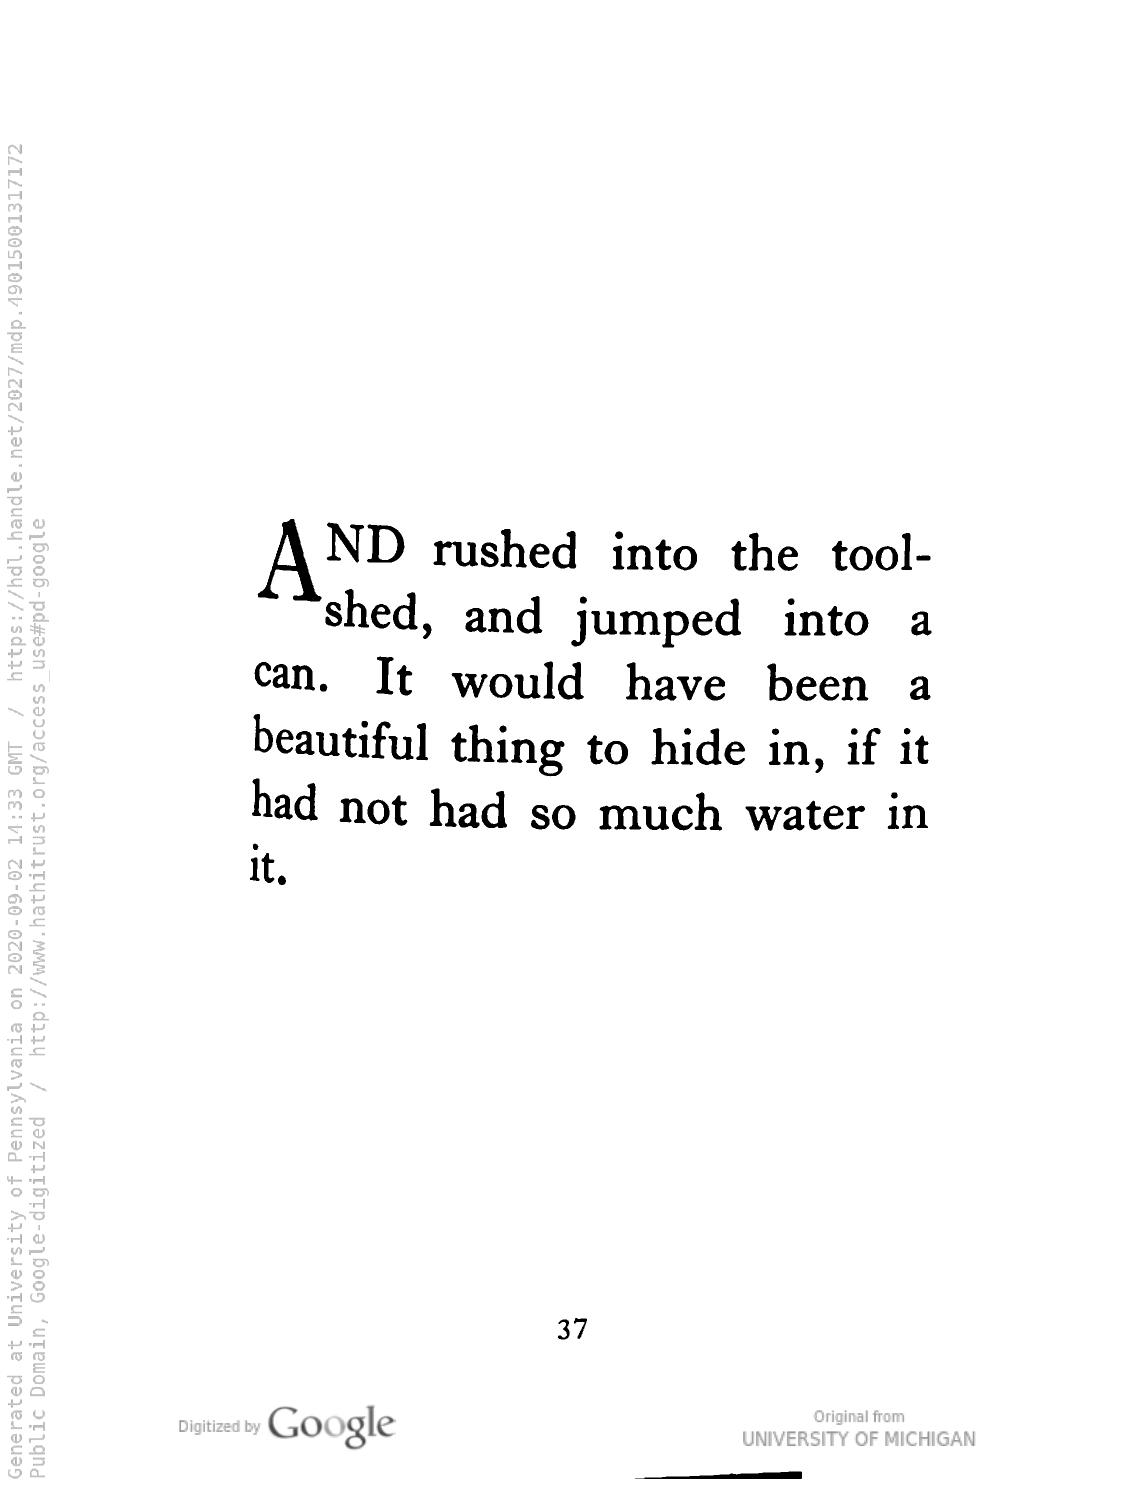 AND rushed into the tool-
shed, and jumped into a
can. It would have been a
beautiful thing to hide in, if it
had not had so much water in
it.
37
Digitized by Google
Original from
UNIVERSITY OF MICHIGAN
Generated at University of Pennsylvania on 2020-09-02 14:33 GMT / https://hdl.handle.net/2027/mdp.49015001317172
Public Domain, Google-digitized / http://www.hathitrust.org/access_use#pd-google